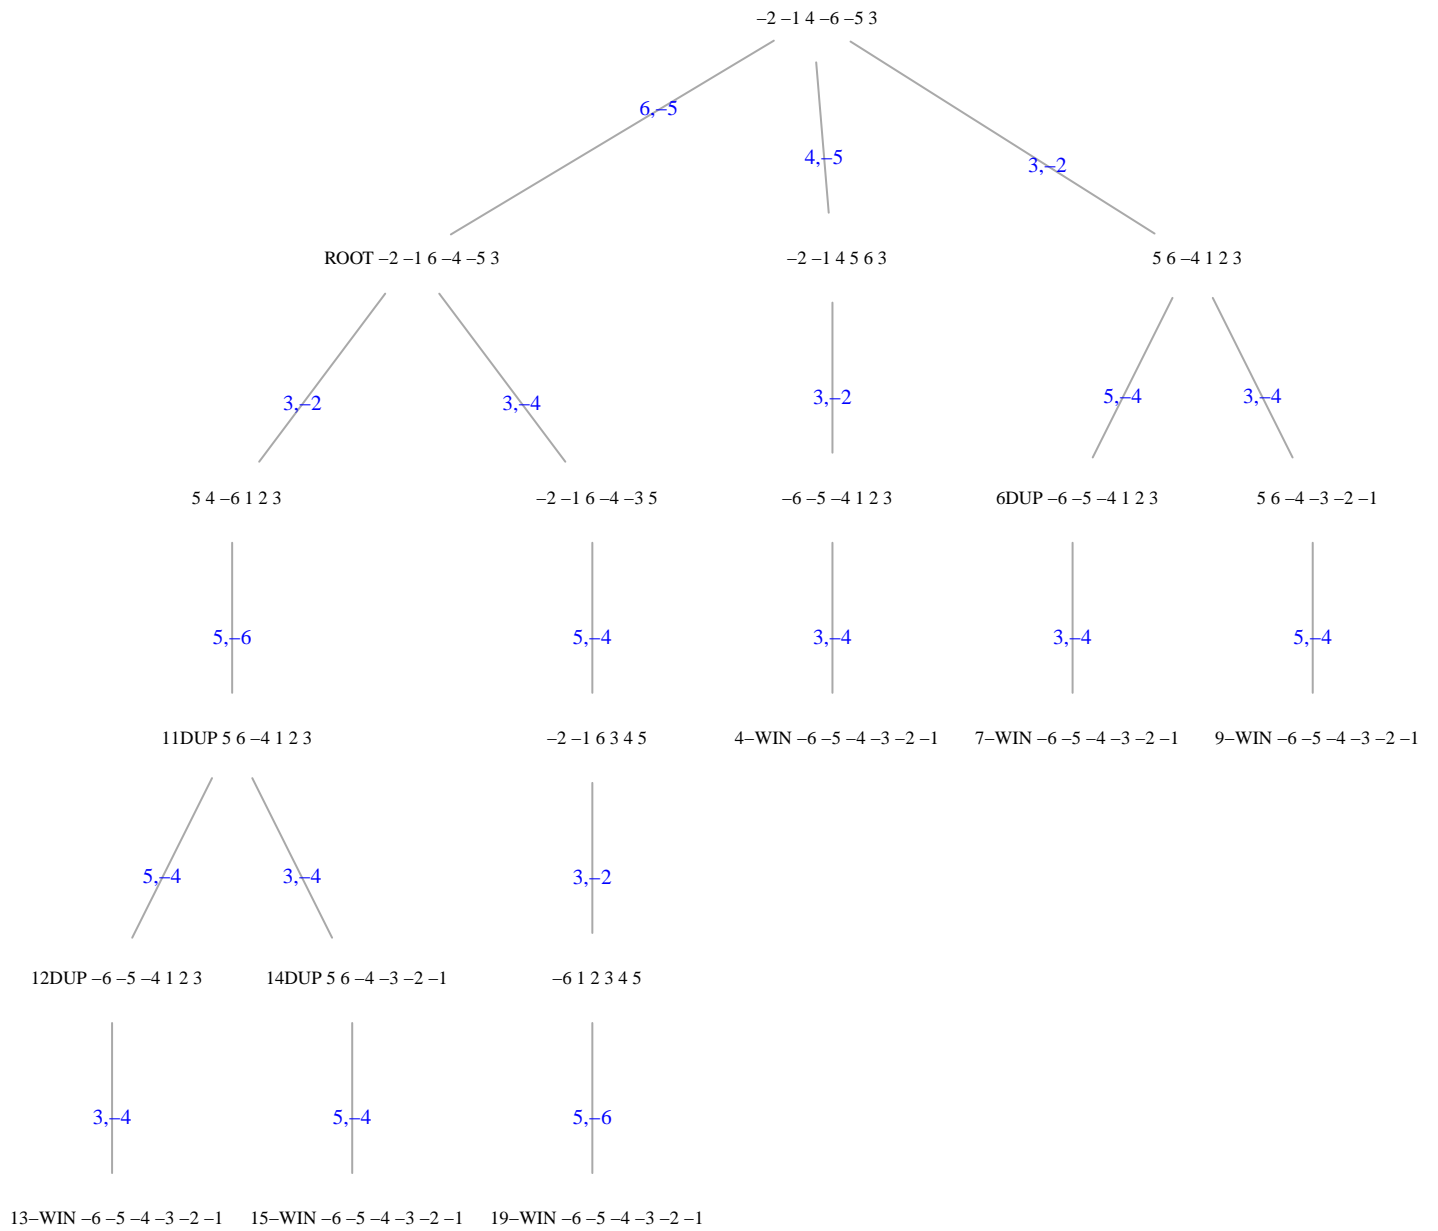 –2 –1 4 –6 –5 3
6,–5
4,–5
3,–2
ROOT –2 –1 6 –4 –5 3
–2 –1 4 5 6 3
5 6 –4 1 2 3
3,–2
3,–4
3,–2
5,–4
3,–4
5 4 –6 1 2 3
–2 –1 6 –4 –3 5
–6 –5 –4 1 2 3
6DUP –6 –5 –4 1 2 3
5 6 –4 –3 –2 –1
5,–6
5,–4
3,–4
3,–4
5,–4
11DUP 5 6 –4 1 2 3
–2 –1 6 3 4 5
4–WIN –6 –5 –4 –3 –2 –1
7–WIN –6 –5 –4 –3 –2 –1
9–WIN –6 –5 –4 –3 –2 –1
5,–4
3,–4
3,–2
12DUP –6 –5 –4 1 2 3
14DUP 5 6 –4 –3 –2 –1
–6 1 2 3 4 5
3,–4
5,–4
5,–6
13–WIN –6 –5 –4 –3 –2 –1
15–WIN –6 –5 –4 –3 –2 –1
19–WIN –6 –5 –4 –3 –2 –1